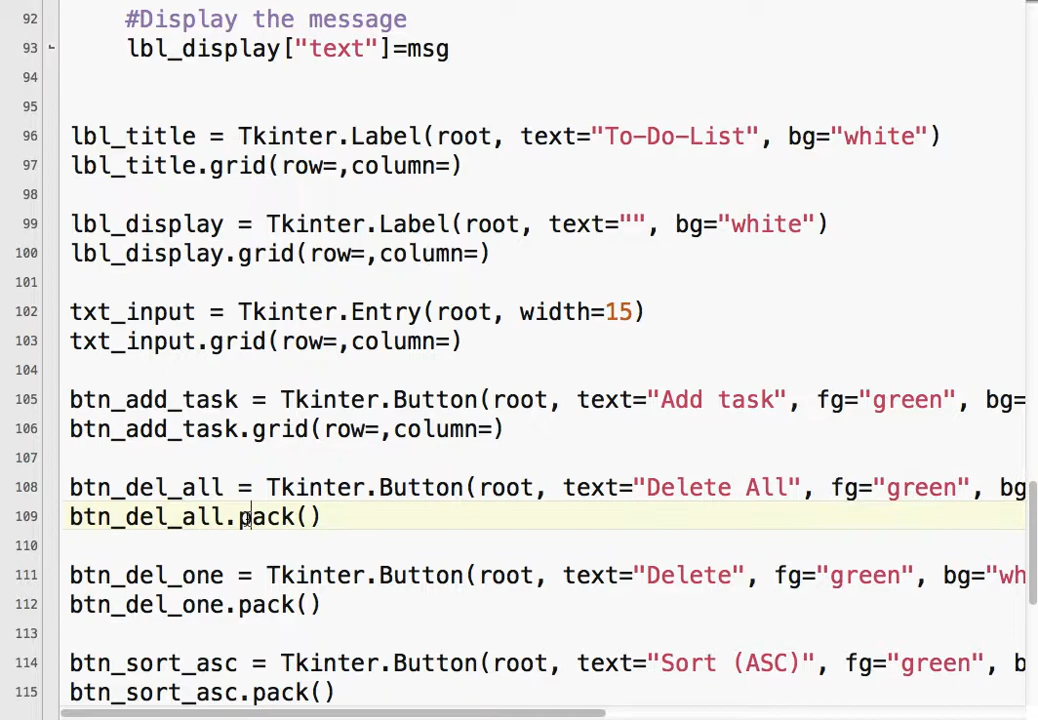 92 #Display the message
93 lbl_display["text"]=msg
94
95
96 lbl_title = Tkinter.Label(root, text="To-Do-List", bg="white")
97 lbl_title.grid(row=,column=)
98
99 lbl_display = Tkinter.Label(root, text="", bg="white")
100 lbl_display.grid(row=,column=)
101
102 txt_input = Tkinter.Entry(root, width=15)
103 txt_input.grid(row=,column=)
104
105 btn_add_task = Tkinter.Button(root, text="Add task", fg="green", bg=
106 btn_add_task.grid(row=,column=)
107
108 btn_del_all = Tkinter.Button(root, text="Delete All", fg="green", bg
109 btn_del_all.pack()
110
111 btn_del_one = Tkinter.Button(root, text="Delete", fg="green", bg="wh
112 btn_del_one.pack()
113
114 btn_sort_asc = Tkinter.Button(root, text="Sort (ASC)", fg="green", b
115 btn_sort_asc.pack()